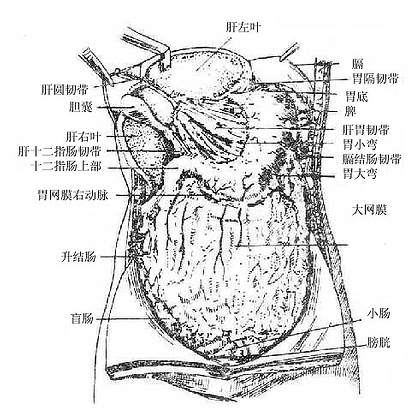 肝左叶
膈
胃隔韧带
肝圆韧带
胃底
胆囊
脾
肝胃韧带
肝右叶
胃小弯
肝十二指肠韧带
膈结肠韧带
十二指肠上部
胃大弯
胃网膜右动脉
大网膜
升结肠
小肠
盲肠
膀胱